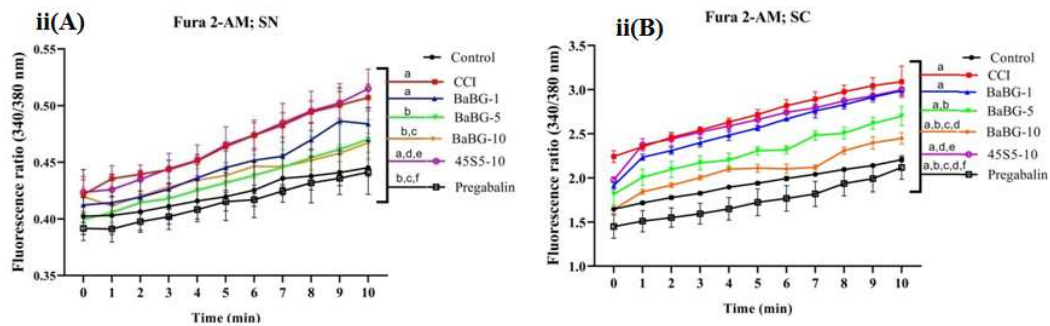 ii(A)
Fura 2-AM; SN
Fluorescence ratio (340/380 nm)
0.55
0.50
0.45
0.40
0.35
0 1 2 3 4 5 6 7 8 9 10
Time (min)
Control
a CCI
a BaBG-1
b BaBG-5
b,c BaBG-10
a,d,e 45S5-10
b,c,f Pregabalin
ii(B)
Fura 2-AM; SC
Fluorescence ratio (340/380 nm)
3.5
3.0
2.5
2.0
1.5
1.0
0 1 2 3 4 5 6 7 8 9 10
Time (min)
Control
a CCI
a BaBG-1
a,b BaBG-5
a,b,c,d BaBG-10
a,d,e 45S5-10
a,b,c,d,f Pregabalin